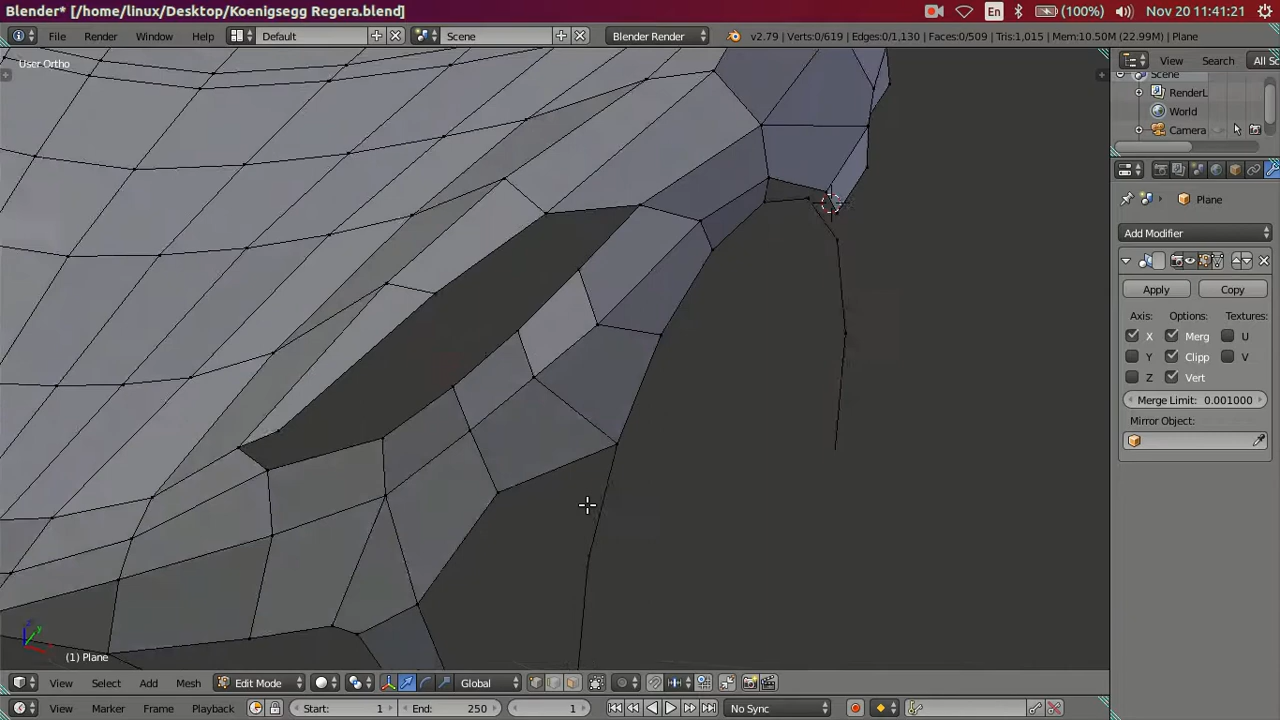 Blender* [/home/linux/Desktop/Koenigsegg Regera.blend]
En (100%) Nov 20 11:41:21
File Render Window Help Default Scene Blender Render v2.79 | Verts:0/619 | Edges:0/1,130 | Faces:0/509 | Tris:1,015 | Mem:10.50M (22.99M) | Plane
User Ortho
View Search All Sc
Scene
RenderL
World
Camera
Plane
Add Modifier
Apply Copy
Axis: Options: Textures:
X Merg U
Y Clipp V
Z Vert
Merge Limit: 0.001000
Mirror Object:
(1) Plane
View Select Add Mesh Edit Mode Global
View Marker Frame Playback Start: 1 End: 250 1 No Sync